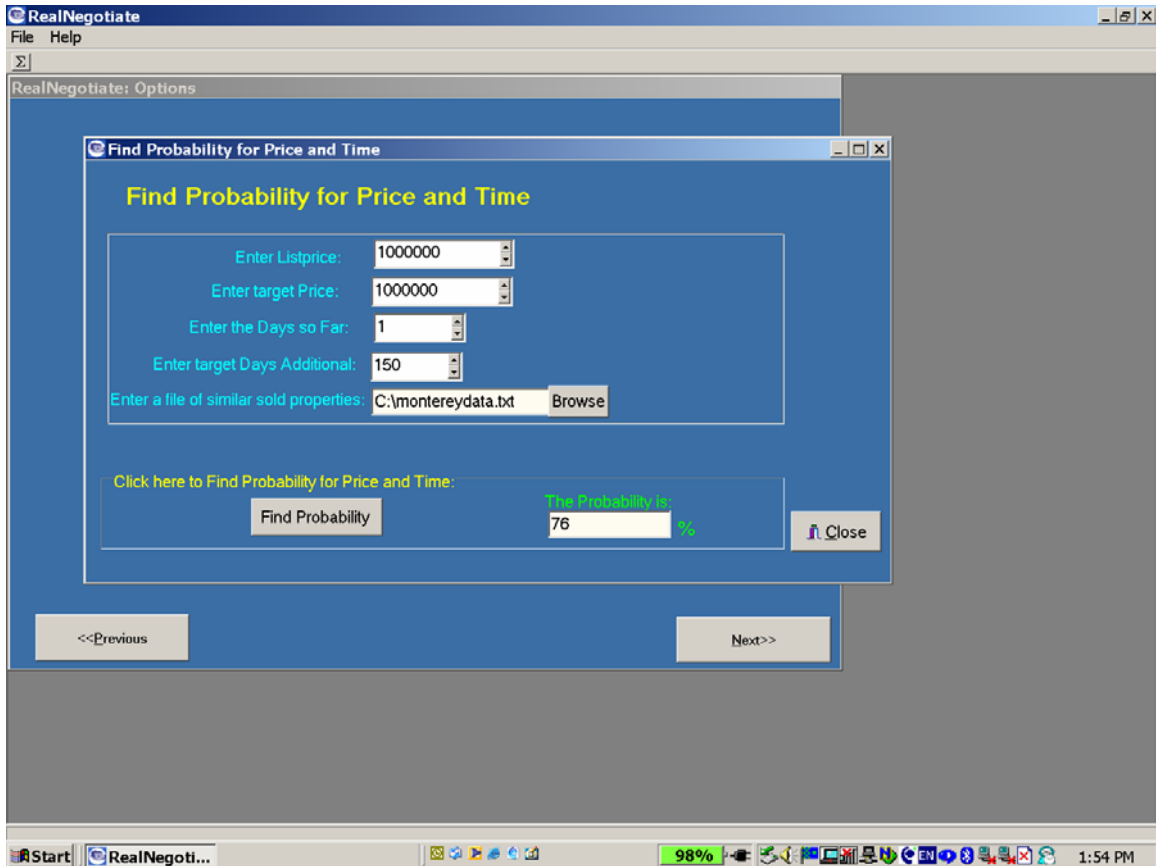 RealNegotiate
File Help
Σ
RealNegotiate: Options
Find Probability for Price and Time
Find Probability for Price and Time
Enter Listprice: 1000000
Enter target Price: 1000000
Enter the Days so Far: 1
Enter target Days Additional: 150
Enter a file of similar sold properties: C:\montereydata.txt Browse
Click here to Find Probability for Price and Time:
The Probability is:
Find Probability 76 %
Close
<<Previous Next>>
Start RealNegoti... 98% EN 1:54 PM